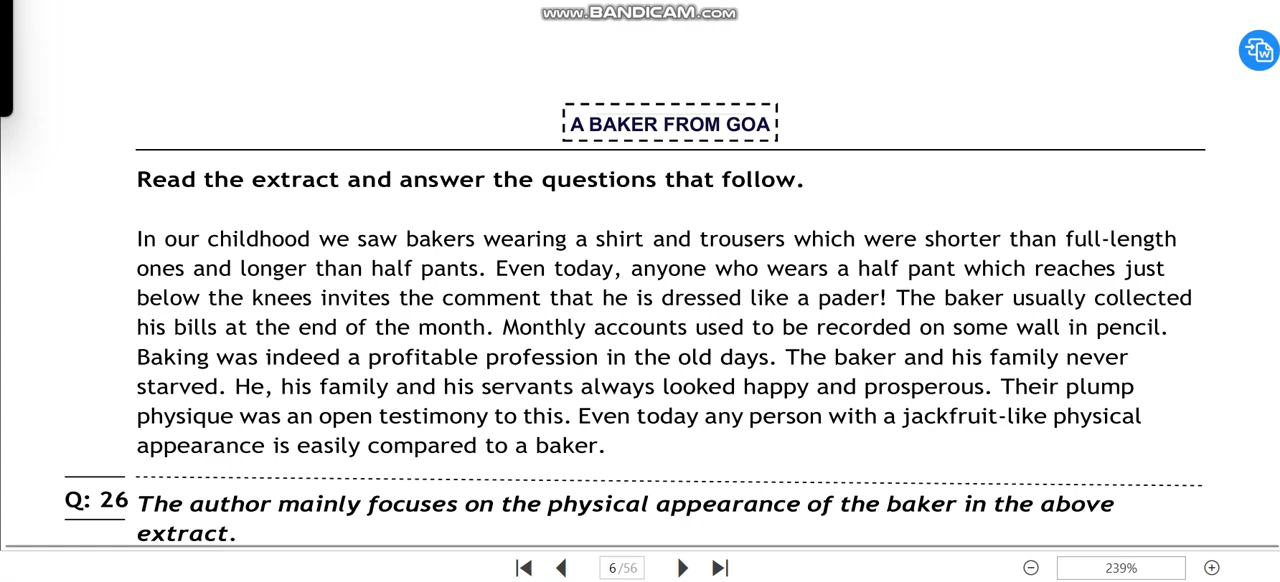 www.BANDICAM.com
W
A BAKER FROM GOA
Read the extract and answer the questions that follow.
In our childhood we saw bakers wearing a shirt and trousers which were shorter than full-length
ones and longer than half pants. Even today, anyone who wears a half pant which reaches just
below the knees invites the comment that he is dressed like a pader! The baker usually collected
his bills at the end of the month. Monthly accounts used to be recorded on some wall in pencil.
Baking was indeed a profitable profession in the old days. The baker and his family never
starved. He, his family and his servants always looked happy and prosperous. Their plump
physique was an open testimony to this. Even today any person with a jackfruit-like physical
appearance is easily compared to a baker.
Q: 26 The author mainly focuses on the physical appearance of the baker in the above
extract.
6/56
239%